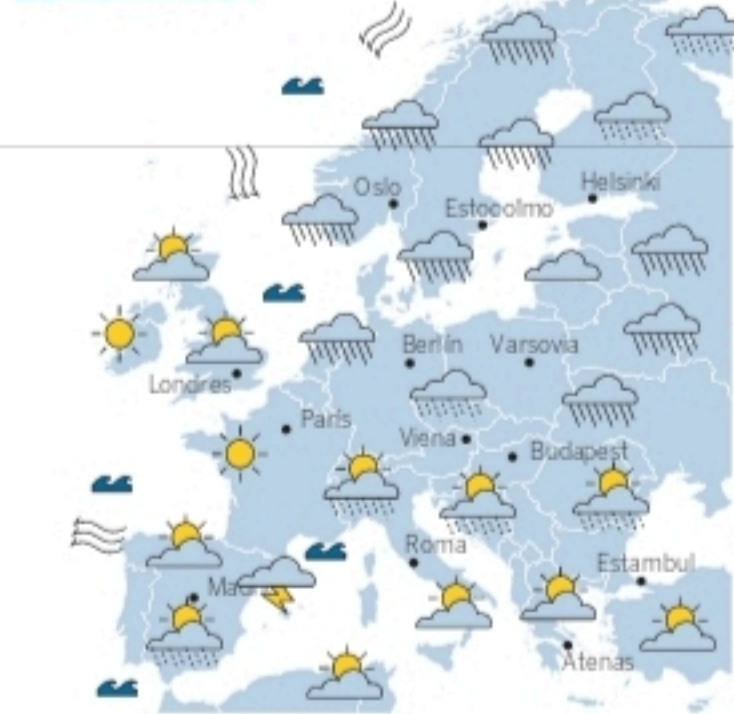 Oslo
Helsinki
Estocolmo
Berlín
Varsovia
Londres
París
Viena
Budapest
Roma
Estambul
Atenas